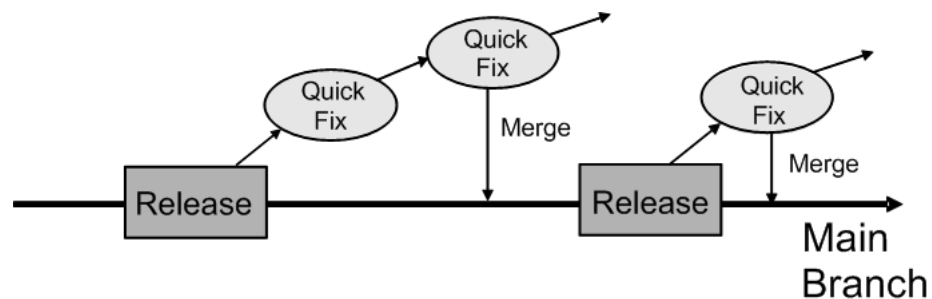 Quick
Fix
Quick
Fix
Merge
Release
Quick
Fix
Merge
Release
Main
Branch